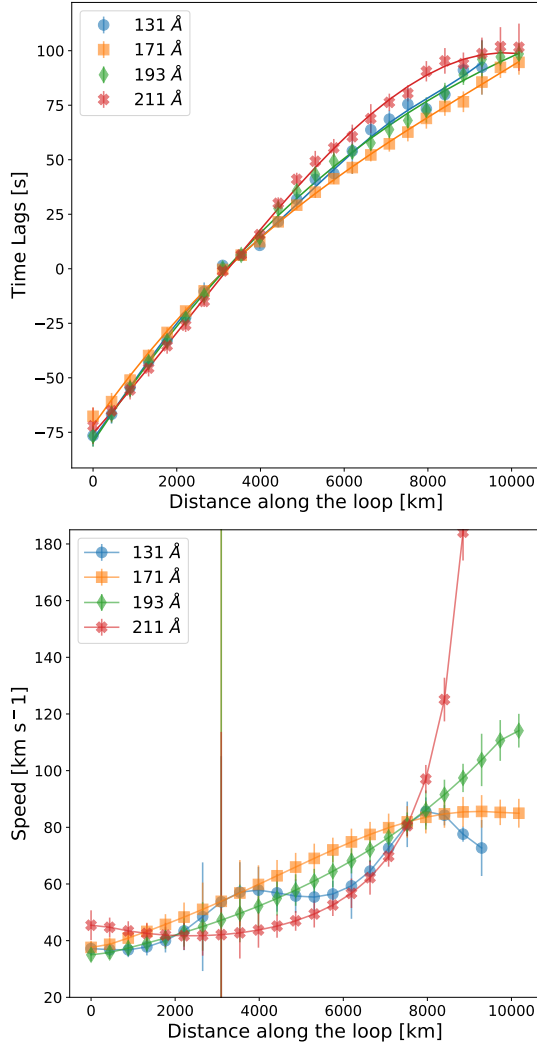 131 Å
171 Å
193 Å
211 Å
100
75
50
25
0
−25
−50
−75
Time Lags [s]
0 2000 4000 6000 8000 10000
Distance along the loop [km]
131 Å
171 Å
193 Å
211 Å
180
160
140
120
100
80
60
40
20
Speed [km s−1]
0 2000 4000 6000 8000 10000
Distance along the loop [km]